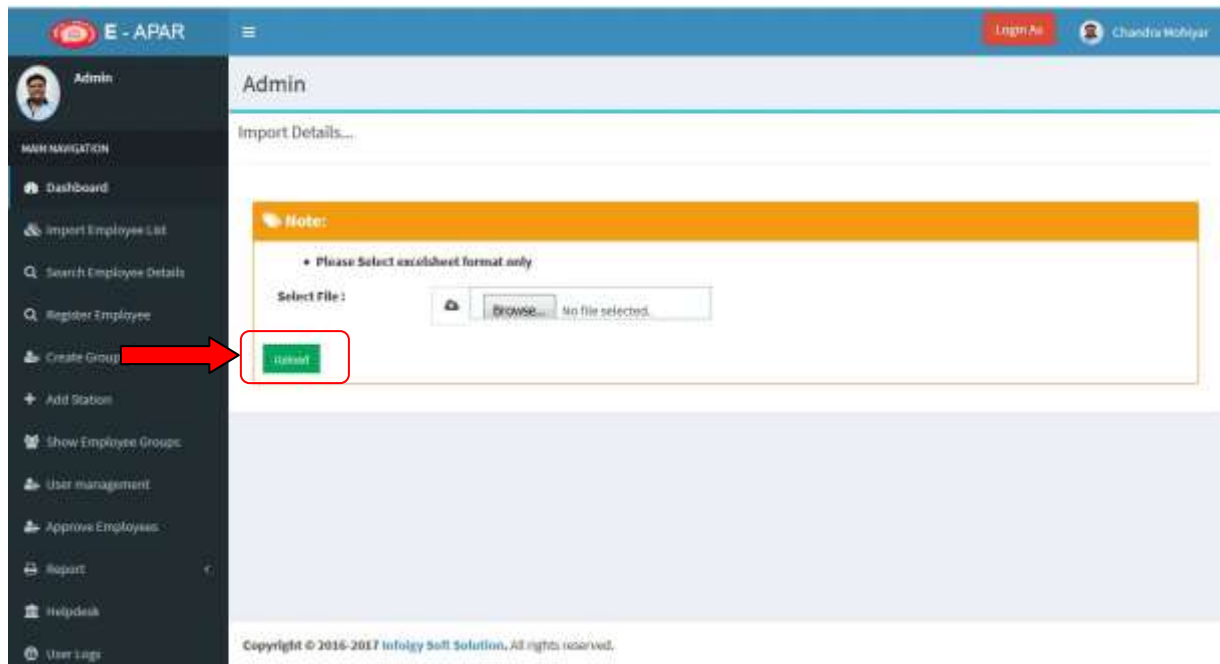 E - APAR
Login As
Chandra Mohiyar
Admin
Admin
Import Details...
MAIN NAVIGATION
Dashboard
Import Employee List
Search Employee Details
Register Employee
Create Group
Add Station
Show Employee Groups
User management
Approve Employees
Report
Helpdesk
User Logs
Note:
• Please Select excelsheet format only
Select File :
Browse... No file selected.
Upload
Copyright © 2016-2017 Infolgy Soft Solution. All rights reserved.